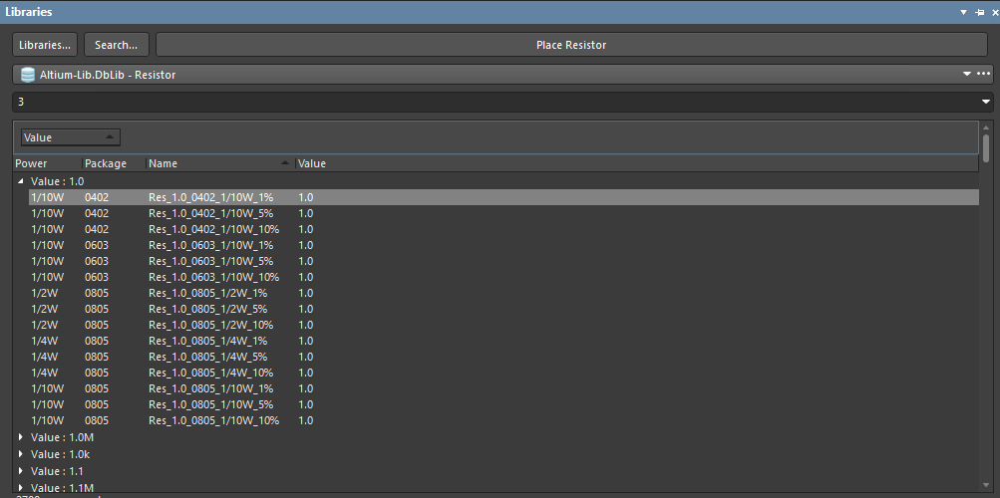 Libraries
Libraries... Search... Place Resistor
Altium-Lib.DbLib - Resistor
3
Value
Power Package Name Value
Value : 1.0
1/10W 0402 Res_1.0_0402_1/10W_1% 1.0
1/10W 0402 Res_1.0_0402_1/10W_5% 1.0
1/10W 0402 Res_1.0_0402_1/10W_10% 1.0
1/10W 0603 Res_1.0_0603_1/10W_1% 1.0
1/10W 0603 Res_1.0_0603_1/10W_5% 1.0
1/10W 0603 Res_1.0_0603_1/10W_10% 1.0
1/2W 0805 Res_1.0_0805_1/2W_1% 1.0
1/2W 0805 Res_1.0_0805_1/2W_5% 1.0
1/2W 0805 Res_1.0_0805_1/2W_10% 1.0
1/4W 0805 Res_1.0_0805_1/4W_1% 1.0
1/4W 0805 Res_1.0_0805_1/4W_5% 1.0
1/4W 0805 Res_1.0_0805_1/4W_10% 1.0
1/10W 0805 Res_1.0_0805_1/10W_1% 1.0
1/10W 0805 Res_1.0_0805_1/10W_5% 1.0
1/10W 0805 Res_1.0_0805_1/10W_10% 1.0
Value : 1.0M
Value : 1.0k
Value : 1.1
Value : 1.1M